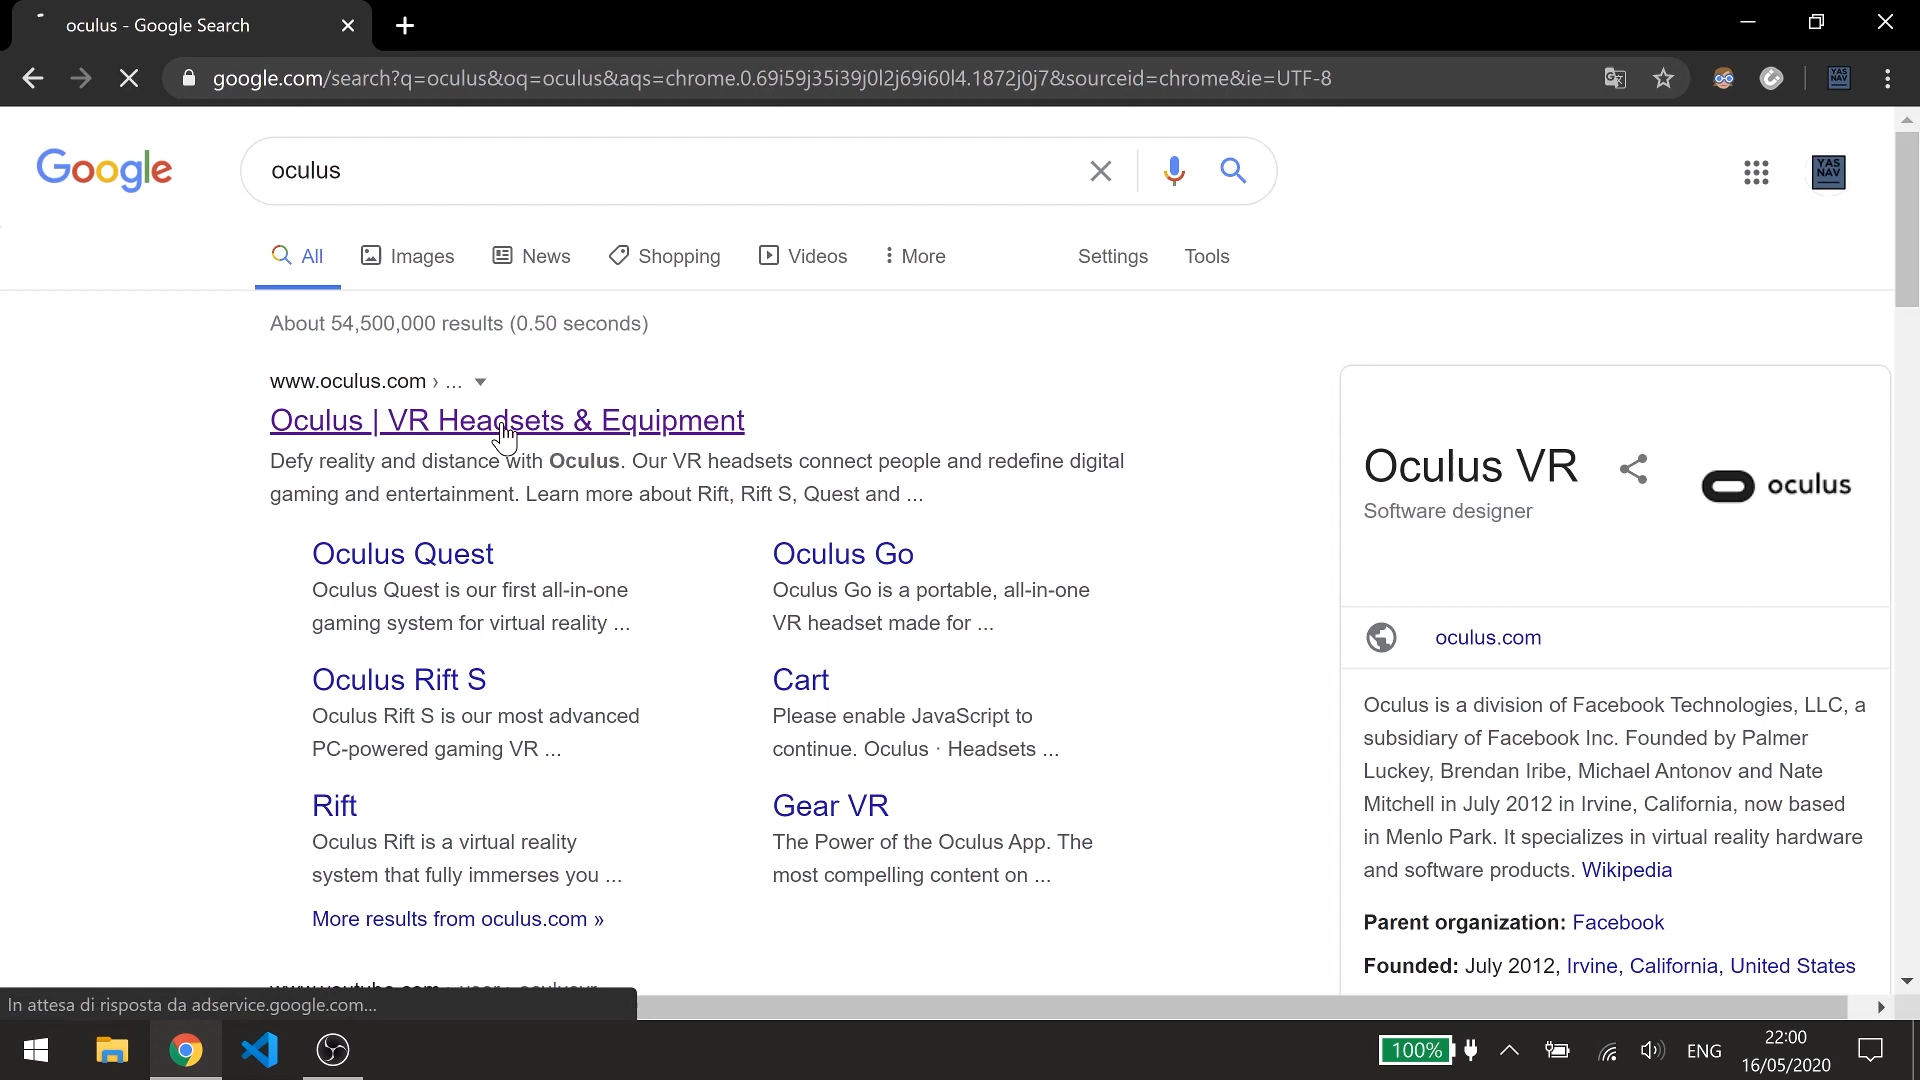 oculus - Google Search
google.com/search?q=oculus&oq=oculus&aqs=chrome.0.69i59j35i39j0l2j69i60l4.1872j0j7&sourceid=chrome&ie=UTF-8
YAS NAV
Google
oculus
YAS
NAV
All Images News Shopping Videos More Settings Tools
About 54,500,000 results (0.50 seconds)
www.oculus.com › ...
Oculus | VR Headsets & Equipment
Defy reality and distance with Oculus. Our VR headsets connect people and redefine digital
gaming and entertainment. Learn more about Rift, Rift S, Quest and ...
Oculus Quest
Oculus Quest is our first all-in-one
gaming system for virtual reality ...
Oculus Go
Oculus Go is a portable, all-in-one
VR headset made for ...
Oculus Rift S
Oculus Rift S is our most advanced
PC-powered gaming VR ...
Cart
Please enable JavaScript to
continue. Oculus · Headsets ...
Rift
Oculus Rift is a virtual reality
system that fully immerses you ...
Gear VR
The Power of the Oculus App. The
most compelling content on ...
More results from oculus.com »
Oculus VR
Software designer
oculus
oculus.com
Oculus is a division of Facebook Technologies, LLC, a
subsidiary of Facebook Inc. Founded by Palmer
Luckey, Brendan Iribe, Michael Antonov and Nate
Mitchell in July 2012 in Irvine, California, now based
in Menlo Park. It specializes in virtual reality hardware
and software products. Wikipedia
Parent organization: Facebook
Founded: July 2012, Irvine, California, United States
In attesa di risposta da adservice.google.com...
100%
ENG
22:00
16/05/2020